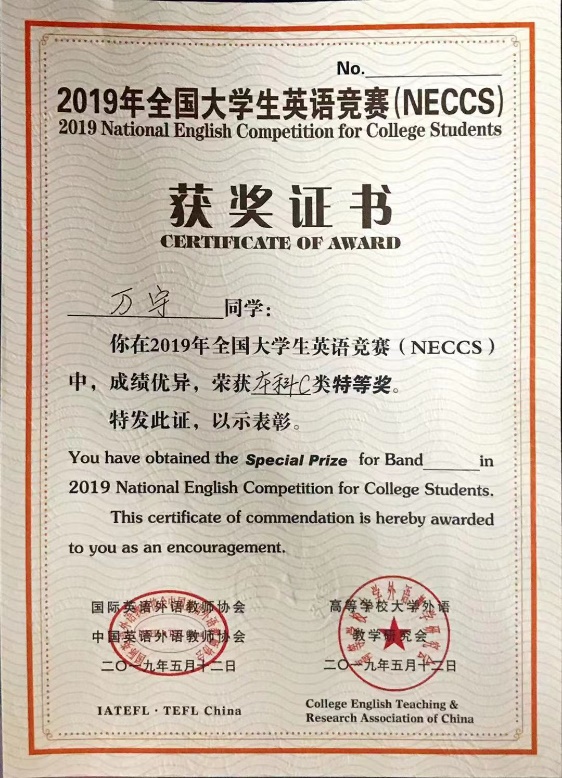 No.
2019年全国大学生英语竞赛(NECCS)
2019 National English Competition for College Students
获奖证书
CERTIFICATE OF AWARD
万宇 同学:
你在2019年全国大学生英语竞赛（NECCS）
中，成绩优异，荣获本科C类特等奖。
特发此证，以示表彰。
You have obtained the Special Prize for Band in
2019 National English Competition for College Students.
This certificate of commendation is hereby awarded
to you as an encouragement.
国际英语外语教师协会
中国英语外语教师协会
二〇一九年五月十二日
IATEFL·TEFL China
高等学校大学外语
教学研究会
二〇一九年五月十二日
College English Teaching &
Research Association of China